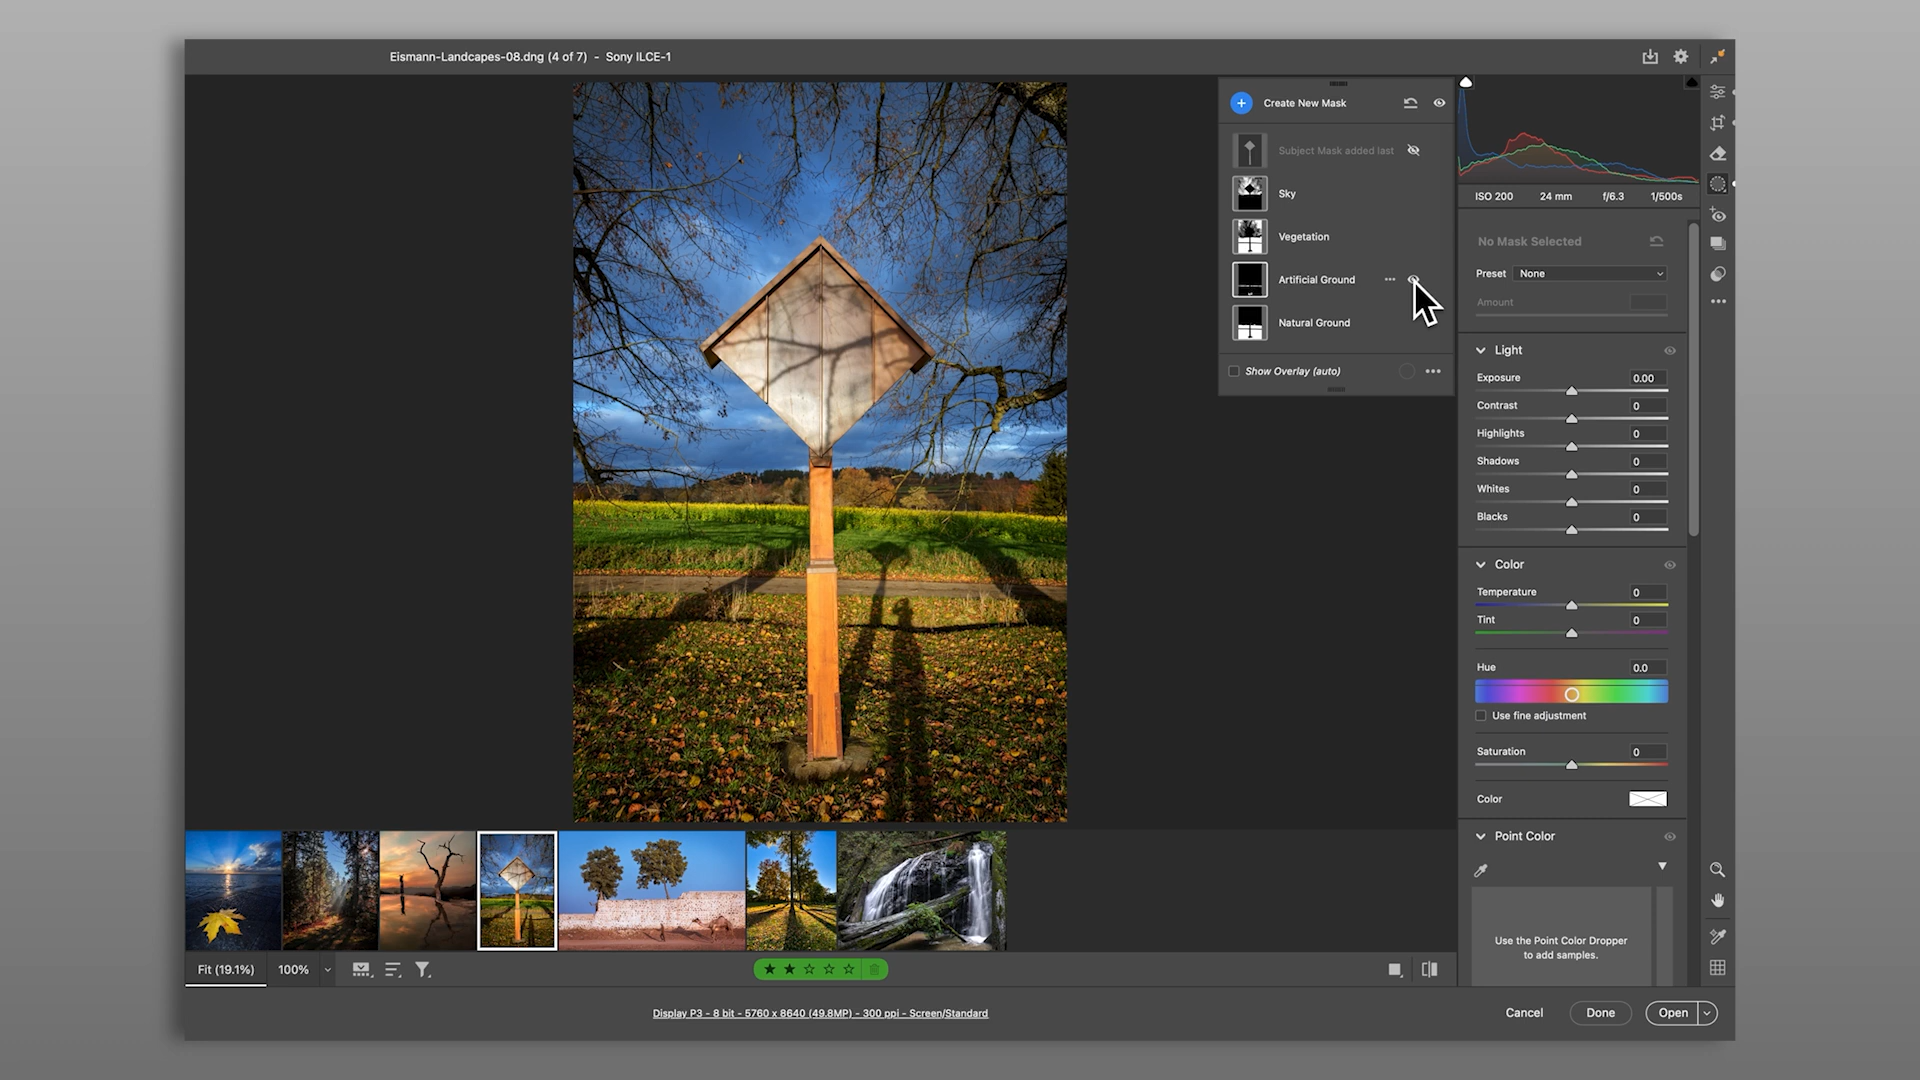 Eismann-Landscapes-08.dng (4 of 7) - Sony ILCE-1
Create New Mask
Subject Mask added last
Sky
Vegetation
Artificial Ground
Natural Ground
Show Overlay (auto)
ISO 200 24 mm f/6.3 1/500s
No Mask Selected
Preset None
Amount
Light
Exposure 0.00
Contrast 0
Highlights 0
Shadows 0
Whites 0
Blacks 0
Color
Temperature 0
Tint 0
Hue 0.0
Use fine adjustment
Saturation 0
Color
Point Color
Use the Point Color Dropper
to add samples.
Fit (19.1%) 100%
Display P3 - 8 bit - 5760 x 8640 (49.8MP) - 300 ppi - Screen/Standard
Cancel Done Open